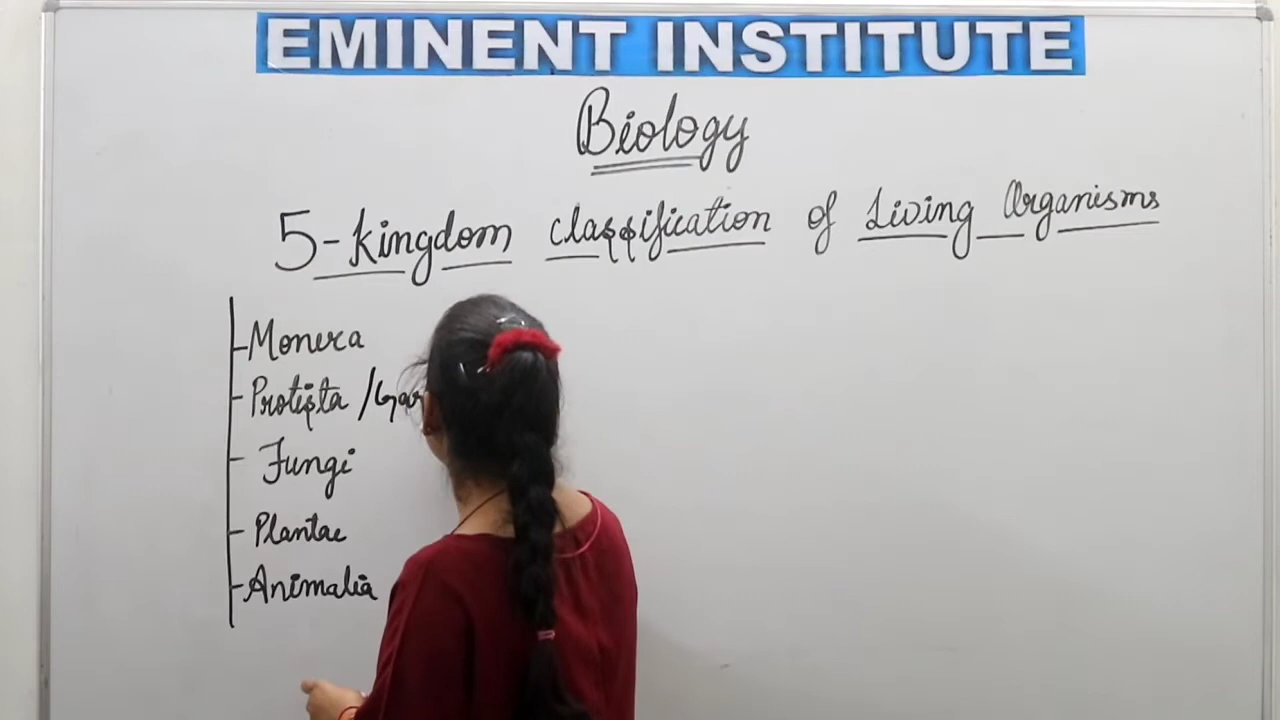 EMINENT INSTITUTE
Biology
5-kingdom classification of Living Organisms
Monera
Protista /
Fungi
Plantae
Animalia